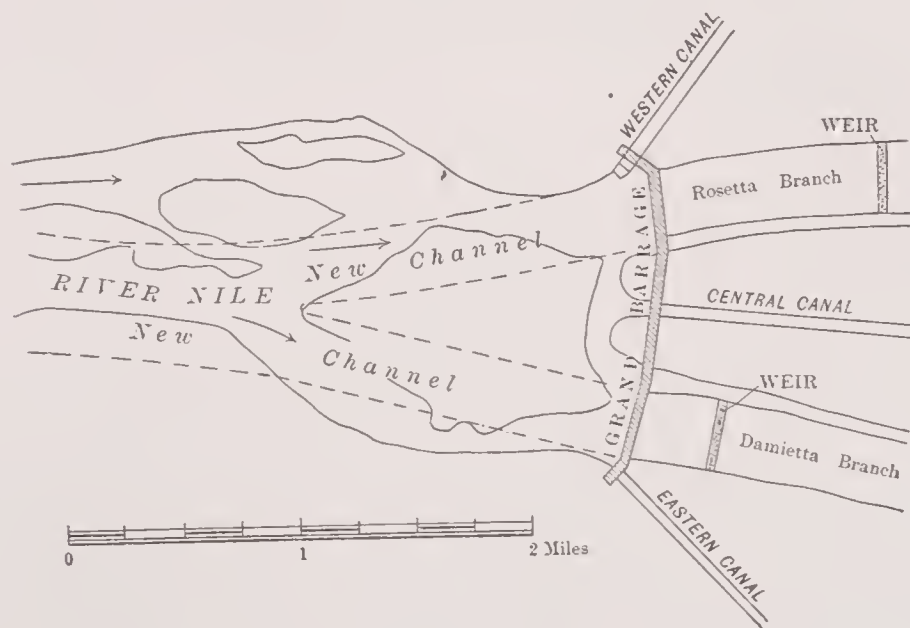 WESTERN CANAL
WEIR
Rosetta Branch
GRAND BARRAGE
New Channel
RIVER NILE
CENTRAL CANAL
New Channel
WEIR
Damietta Branch
EASTERN CANAL
0 1 2 Miles